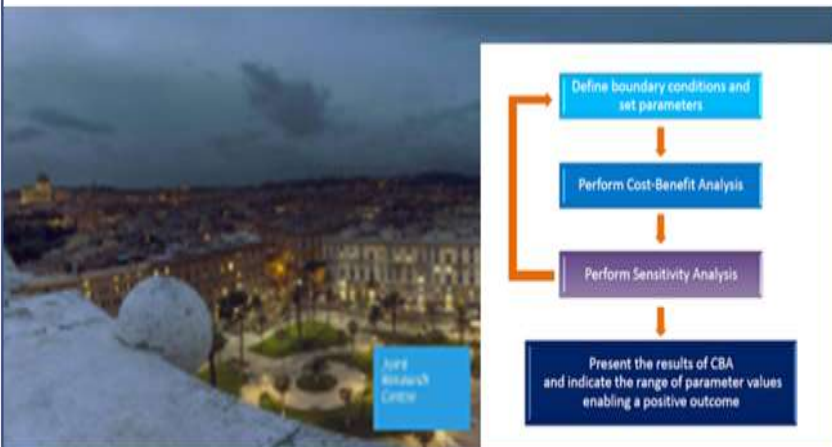 Define boundary conditions and
set parameters
Perform Cost-Benefit Analysis
Perform Sensitivity Analysis
Present the results of CBA
and indicate the range of parameter values
enabling a positive outcome
Joint
Research
Centre